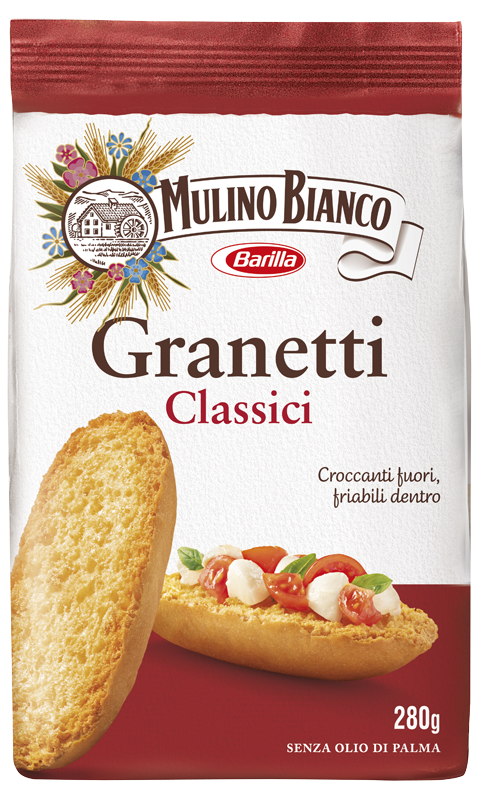 MULINO BIANCO
Barilla
Granetti
Classici
Croccanti fuori,
friabili dentro
280g
SENZA OLIO DI PALMA